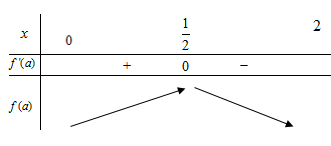 x 0 1/2 2
f'(a) + 0 −
f(a)